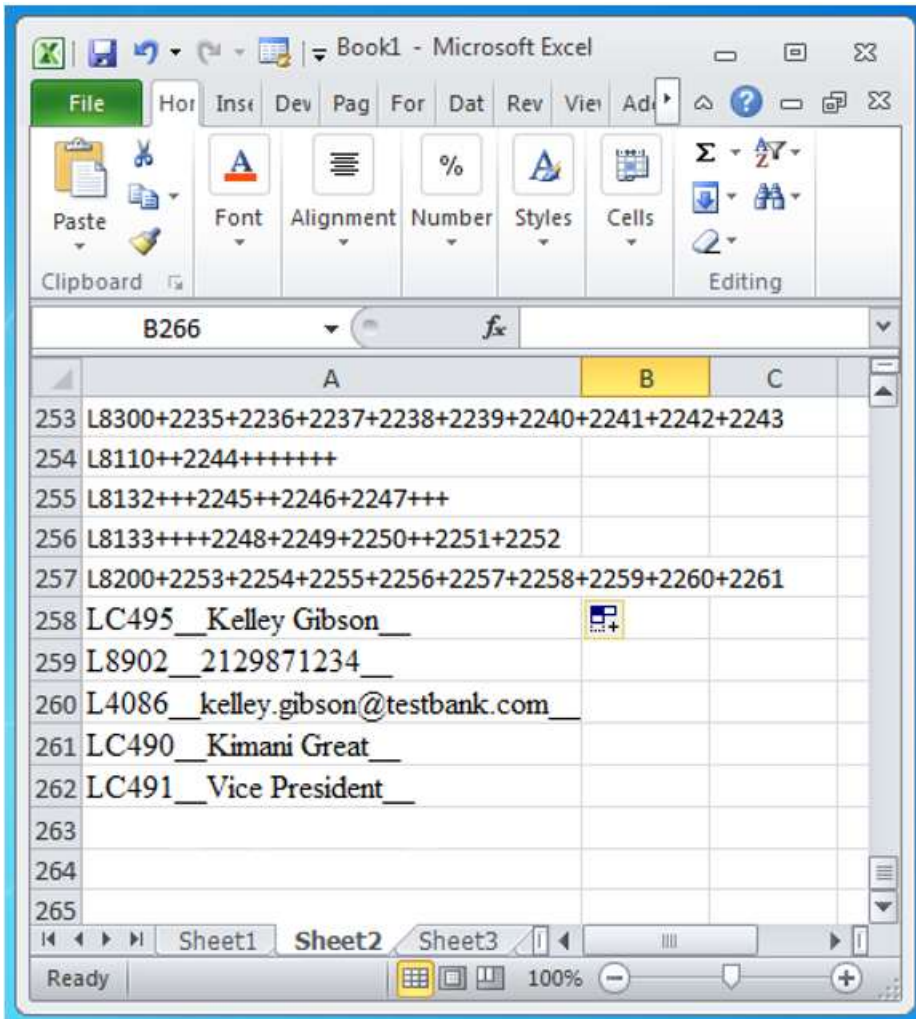 Book1 - Microsoft Excel
File Hor Inse Dev Pag For Dat Rev Viev Ad
Paste Font Alignment Number Styles Cells
Clipboard Editing
B266 fx
A B C
253 L8300+2235+2236+2237+2238+2239+2240+2241+2242+2243
254 L8110++2244+++++++
255 L8132+++2245++2246+2247+++
256 L8133++++2248+2249+2250++2251+2252
257 L8200+2253+2254+2255+2256+2257+2258+2259+2260+2261
258 LC495__Kelley Gibson__
259 L8902__2129871234__
260 L4086__kelley.gibson@testbank.com__
261 LC490__Kimani Great__
262 LC491__Vice President__
263
264
265
Sheet1 Sheet2 Sheet3
Ready 100%